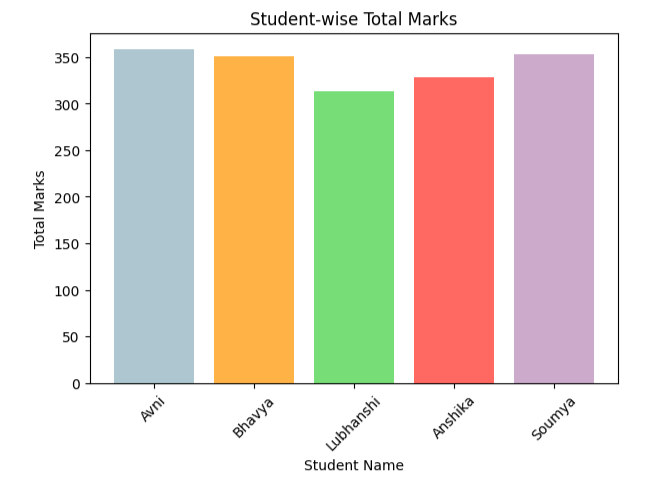 Student-wise Total Marks
Total Marks
350
300
250
200
150
100
50
0
Avni
Bhavya
Lubhanshi
Anshika
Soumya
Student Name